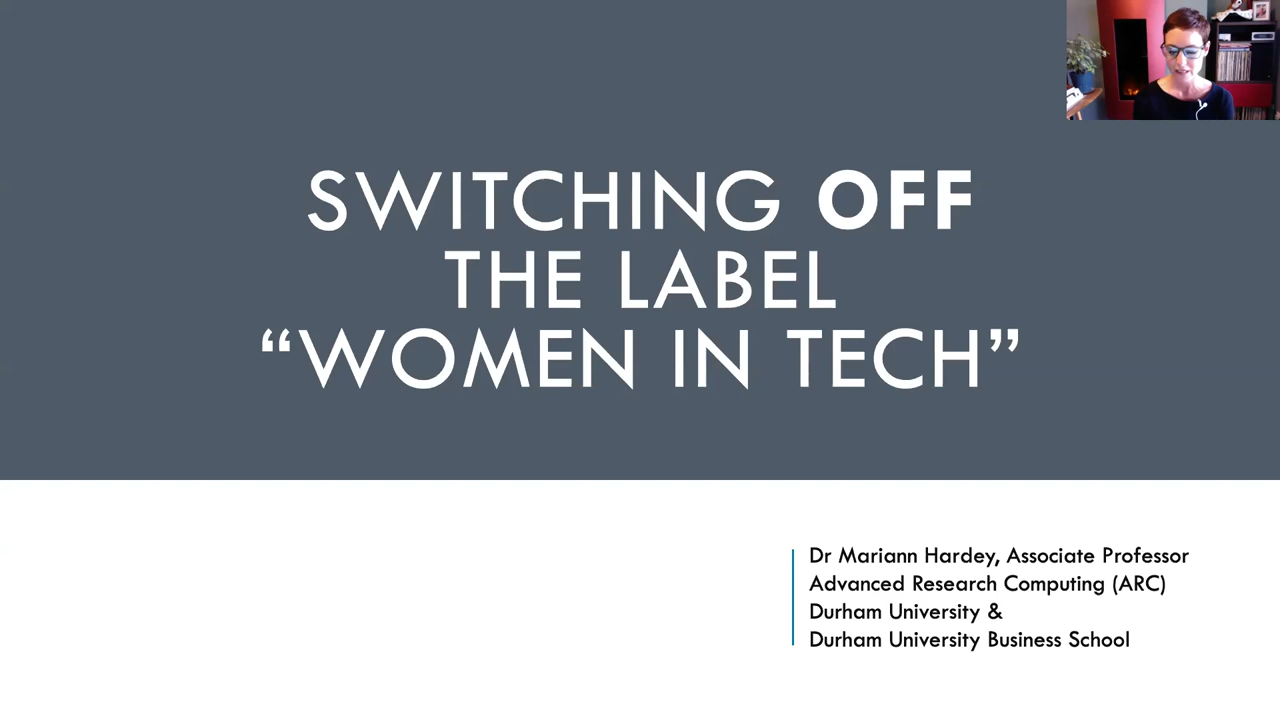 SWITCHING OFF
THE LABEL
“WOMEN IN TECH”
Dr Mariann Hardey, Associate Professor
Advanced Research Computing (ARC)
Durham University &
Durham University Business School